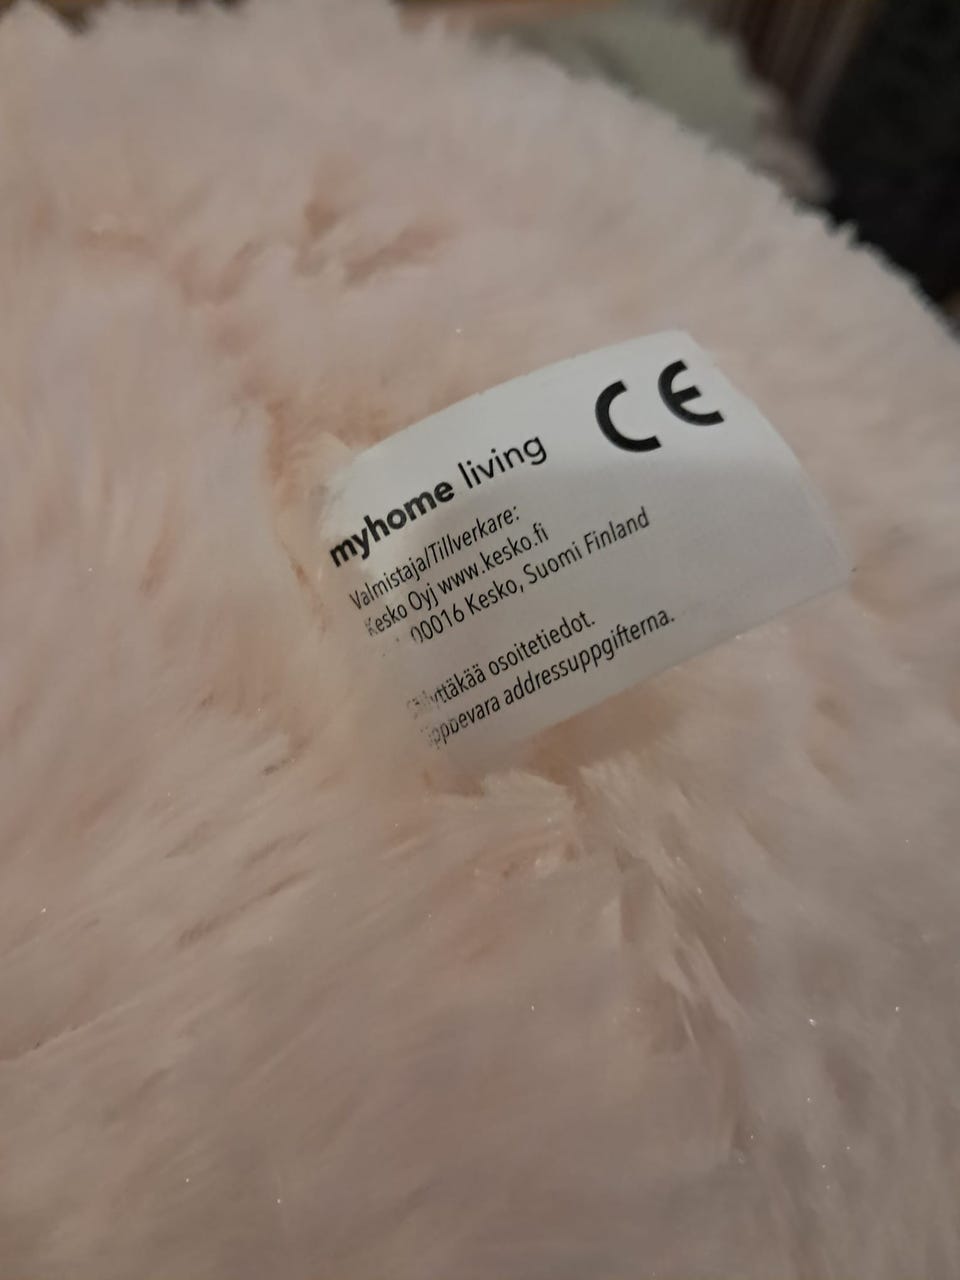 myhome living
CE
Valmistaja/Tillverkare:
Kesko Oyj www.kesko.fi
00016 Kesko, Suomi Finland
osoitetiedot.
addressuppgifterna.